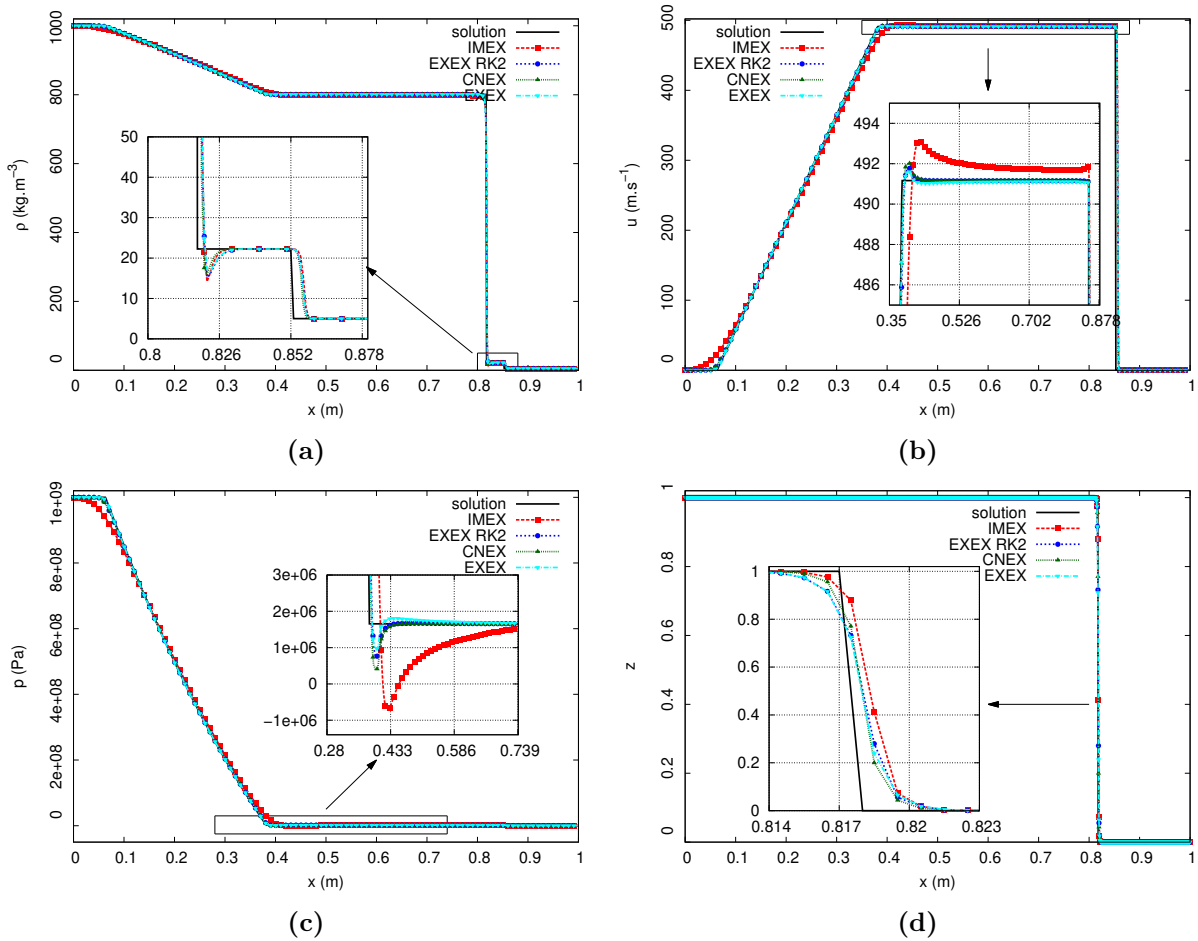 ρ (kg.m⁻³)
1000
800
600
400
200
0
solution
IMEX
EXEX RK2
CNEX
EXEX
50
40
30
20
10
0
0.8 0.826 0.852 0.878
0 0.1 0.2 0.3 0.4 0.5 0.6 0.7 0.8 0.9 1
x (m)
(a)
u (m.s⁻¹)
500
400
300
200
100
0
solution
IMEX
EXEX RK2
CNEX
EXEX
494
492
490
488
486
0.35 0.526 0.702 0.878
0 0.1 0.2 0.3 0.4 0.5 0.6 0.7 0.8 0.9 1
x (m)
(b)
p (Pa)
1e+09
8e+08
6e+08
4e+08
2e+08
0
solution
IMEX
EXEX RK2
CNEX
EXEX
3e+06
2e+06
1e+06
0
−1e+06
0.28 0.433 0.586 0.739
0 0.1 0.2 0.3 0.4 0.5 0.6 0.7 0.8 0.9 1
x (m)
(c)
z
1
0.8
0.6
0.4
0.2
0
solution
IMEX
EXEX RK2
CNEX
EXEX
1
0.8
0.6
0.4
0.2
0
0.814 0.817 0.82 0.823
0 0.1 0.2 0.3 0.4 0.5 0.6 0.7 0.8 0.9 1
x (m)
(d)